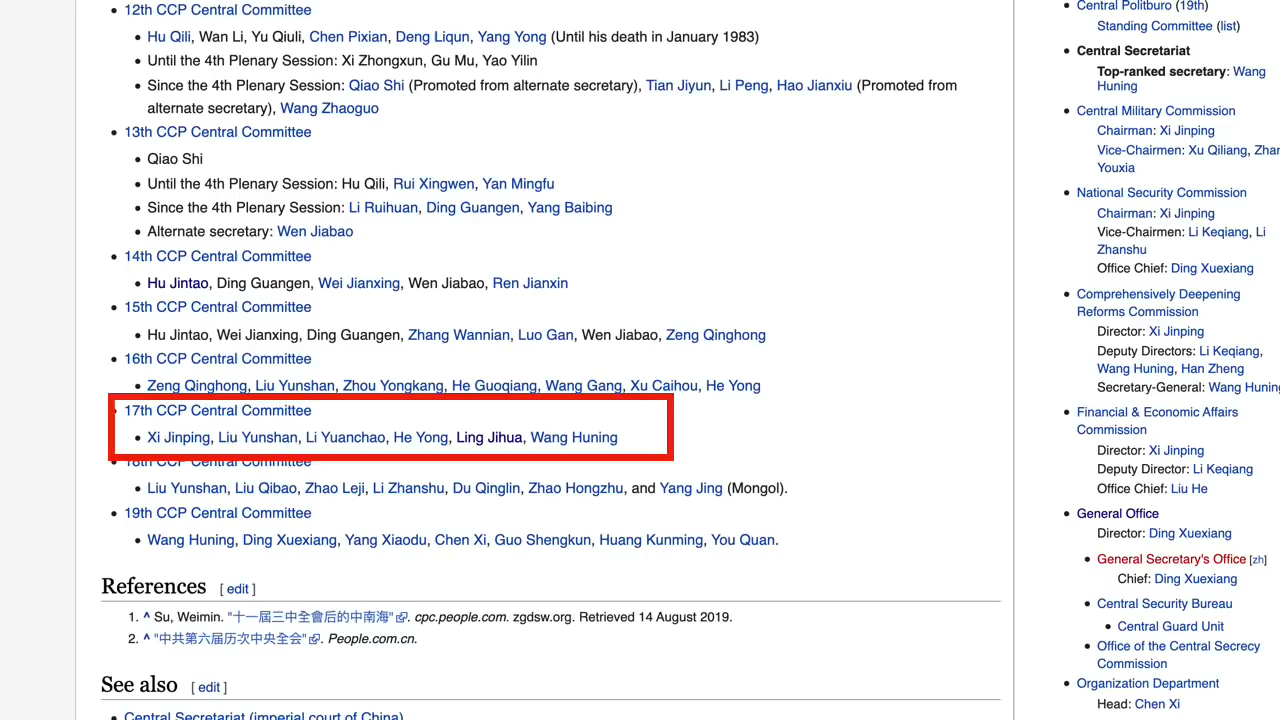 12th CCP Central Committee
Hu Qili, Wan Li, Yu Qiuli, Chen Pixian, Deng Liqun, Yang Yong (Until his death in January 1983)
Until the 4th Plenary Session: Xi Zhongxun, Gu Mu, Yao Yilin
Since the 4th Plenary Session: Qiao Shi (Promoted from alternate secretary), Tian Jiyun, Li Peng, Hao Jianxiu (Promoted from
alternate secretary), Wang Zhaoguo
13th CCP Central Committee
Qiao Shi
Until the 4th Plenary Session: Hu Qili, Rui Xingwen, Yan Mingfu
Since the 4th Plenary Session: Li Ruihuan, Ding Guangen, Yang Baibing
Alternate secretary: Wen Jiabao
14th CCP Central Committee
Hu Jintao, Ding Guangen, Wei Jianxing, Wen Jiabao, Ren Jianxin
15th CCP Central Committee
Hu Jintao, Wei Jianxing, Ding Guangen, Zhang Wannian, Luo Gan, Wen Jiabao, Zeng Qinghong
16th CCP Central Committee
Zeng Qinghong, Liu Yunshan, Zhou Yongkang, He Guoqiang, Wang Gang, Xu Caihou, He Yong
17th CCP Central Committee
Xi Jinping, Liu Yunshan, Li Yuanchao, He Yong, Ling Jihua, Wang Huning
18th CCP Central Committee
Liu Yunshan, Liu Qibao, Zhao Leji, Li Zhanshu, Du Qinglin, Zhao Hongzhu, and Yang Jing (Mongol).
19th CCP Central Committee
Wang Huning, Ding Xuexiang, Yang Xiaodu, Chen Xi, Guo Shengkun, Huang Kunming, You Quan.
References [ edit ]
1. ^ Su, Weimin. "十一届三中全會后的中南海". cpc.people.com. zgdsw.org. Retrieved 14 August 2019.
2. ^ "中共第六届历次中央全会". People.com.cn.
See also [ edit ]
Central Secretariat (imperial court of China)
Central Politburo (19th)
Standing Committee (list)
Central Secretariat
Top-ranked secretary: Wang
Huning
Central Military Commission
Chairman: Xi Jinping
Vice-Chairmen: Xu Qiliang, Zhan
Youxia
National Security Commission
Chairman: Xi Jinping
Vice-Chairmen: Li Keqiang, Li
Zhanshu
Office Chief: Ding Xuexiang
Comprehensively Deepening
Reforms Commission
Director: Xi Jinping
Deputy Directors: Li Keqiang,
Wang Huning, Han Zheng
Secretary-General: Wang Huning
Financial & Economic Affairs
Commission
Director: Xi Jinping
Deputy Director: Li Keqiang
Office Chief: Liu He
General Office
Director: Ding Xuexiang
General Secretary's Office [zh]
Chief: Ding Xuexiang
Central Security Bureau
Central Guard Unit
Office of the Central Secrecy
Commission
Organization Department
Head: Chen Xi